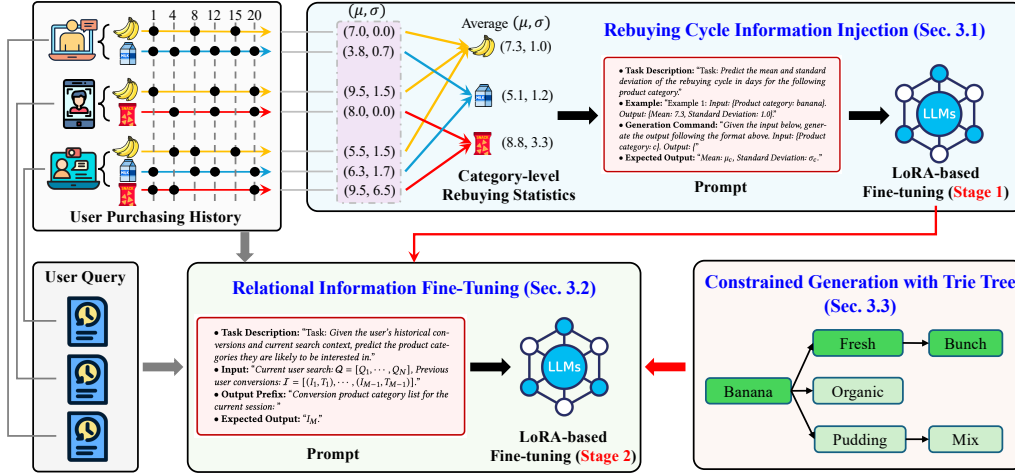 1 4 8 12 15 20
User Purchasing History
(μ, σ)
(7.0, 0.0)
(3.8, 0.7)
(9.5, 1.5)
(8.0, 0.0)
(5.5, 1.5)
(6.3, 1.7)
(9.5, 6.5)
Average (μ, σ)
(7.3, 1.0)
(5.1, 1.2)
(8.8, 3.3)
Category-level
Rebuying Statistics
Rebuying Cycle Information Injection (Sec. 3.1)
● Task Description: "Task: Predict the mean and standard
deviation of the rebuying cycle in days for the following
product category."
● Example: "Example 1: Input: {Product category: banana}.
Output: {Mean: 7.3, Standard Deviation: 1.0}."
● Generation Command: "Given the input below, gener-
ate the output following the format above. Input: {Product
category: c}. Output: {"
● Expected Output: "Mean: μc, Standard Deviation: σc."
Prompt
LLMs
LoRA-based
Fine-tuning (Stage 1)
User Query
Relational Information Fine-Tuning (Sec. 3.2)
● Task Description: "Task: Given the user's historical con-
versions and current search context, predict the product cate-
gories they are likely to be interested in."
● Input: "Current user search: Q = [Q1, · · · , QN], Previous
user conversions: I = [(I1, T1), · · · , (IM−1, TM−1)]."
● Output Prefix: "Conversion product category list for the
current session: "
● Expected Output: "IM."
Prompt
LLMs
LoRA-based
Fine-tuning (Stage 2)
Constrained Generation with Trie Tree
(Sec. 3.3)
Fresh
Bunch
Banana
Organic
Pudding
Mix